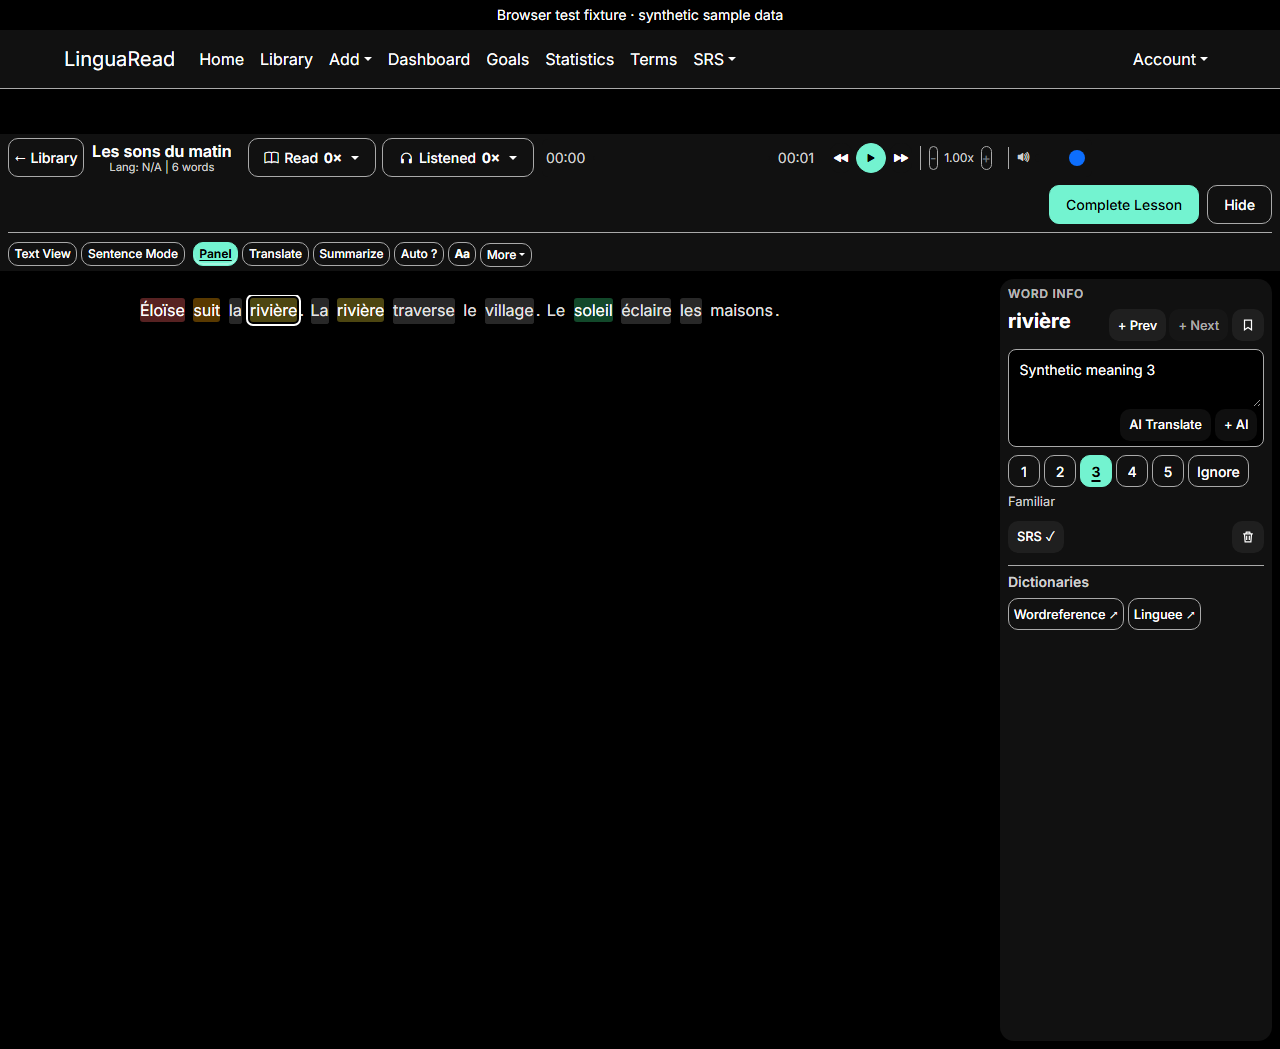 Browser test fixture · synthetic sample data
LinguaRead Home Library Add Dashboard Goals Statistics Terms SRS Account
← Library
Les sons du matin
Lang: N/A | 6 words
Read 0×
Listened 0×
00:00
00:01
− 1.00x +
Complete Lesson Hide
Text View Sentence Mode Panel Translate Summarize Auto ? Aa More
Éloïse suit la rivière. La rivière traverse le village. Le soleil éclaire les maisons.
WORD INFO
rivière
+ Prev + Next
Synthetic meaning 3
AI Translate + AI
1 2 3 4 5 Ignore
Familiar
SRS ✓
Dictionaries
Wordreference ↗ Linguee ↗